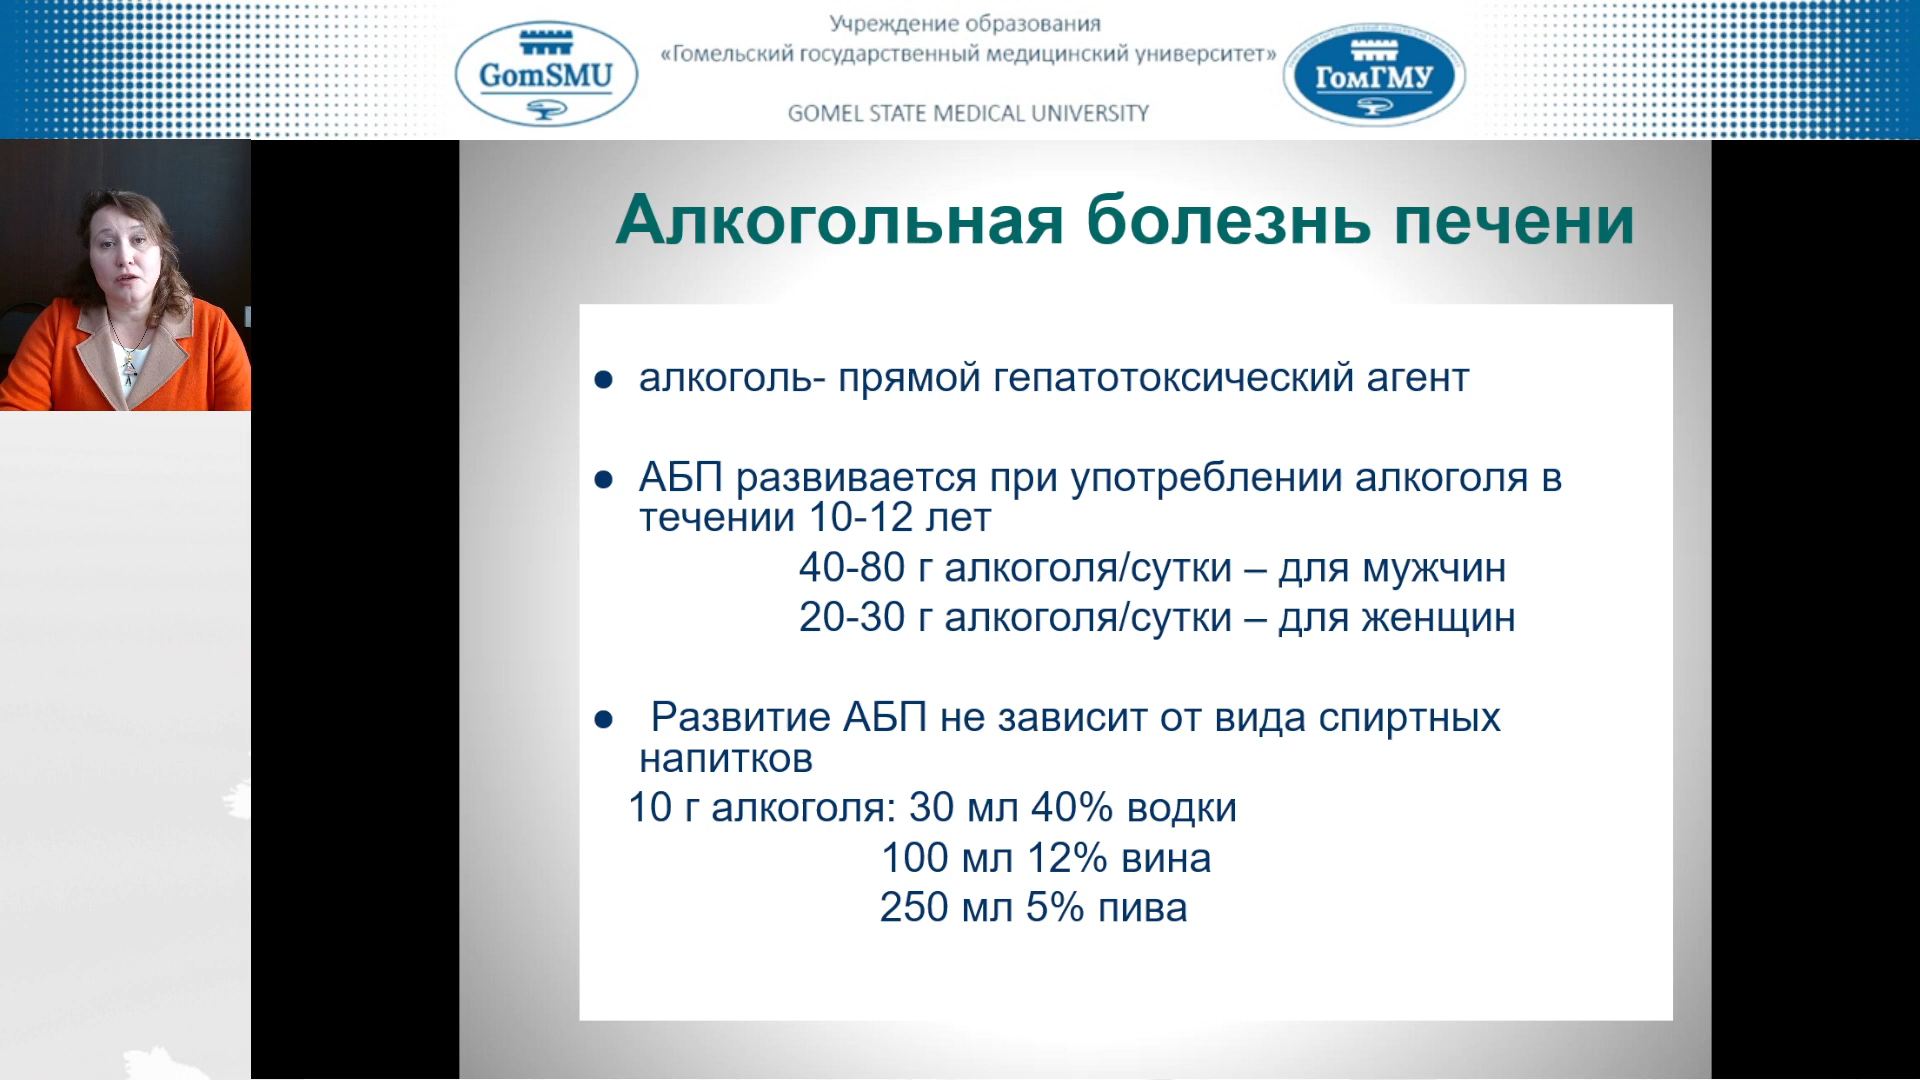 Учреждение образования
«Гомельский государственный медицинский университет»
GOMEL STATE MEDICAL UNIVERSITY
GomSMU
ГомГМУ
Алкогольная болезнь печени
● алкоголь- прямой гепатотоксический агент
● АБП развивается при употреблении алкоголя в
течении 10-12 лет
40-80 г алкоголя/сутки – для мужчин
20-30 г алкоголя/сутки – для женщин
● Развитие АБП не зависит от вида спиртных
напитков
10 г алкоголя: 30 мл 40% водки
100 мл 12% вина
250 мл 5% пива